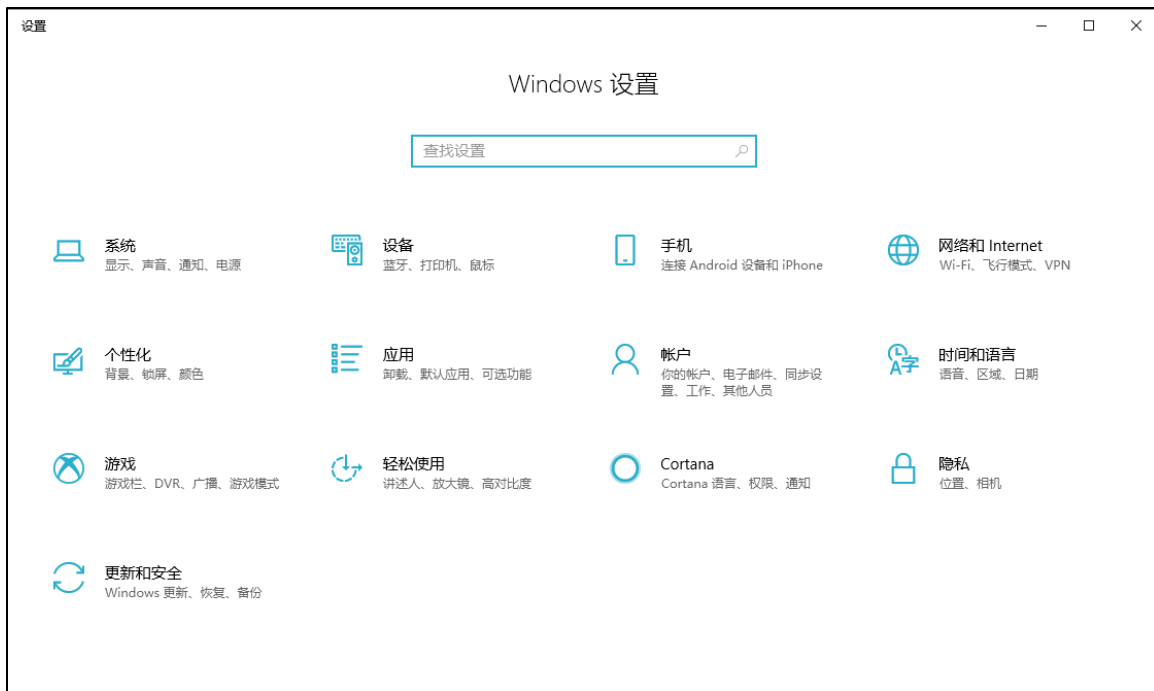 设置
Windows 设置
查找设置
系统
显示、声音、通知、电源
设备
蓝牙、打印机、鼠标
手机
连接 Android 设备和 iPhone
网络和 Internet
Wi-Fi、飞行模式、VPN
个性化
背景、锁屏、颜色
应用
卸载、默认应用、可选功能
帐户
你的帐户、电子邮件、同步设
置、工作、其他人员
时间和语言
语音、区域、日期
游戏
游戏栏、DVR、广播、游戏模式
轻松使用
讲述人、放大镜、高对比度
Cortana
Cortana 语言、权限、通知
隐私
位置、相机
更新和安全
Windows 更新、恢复、备份